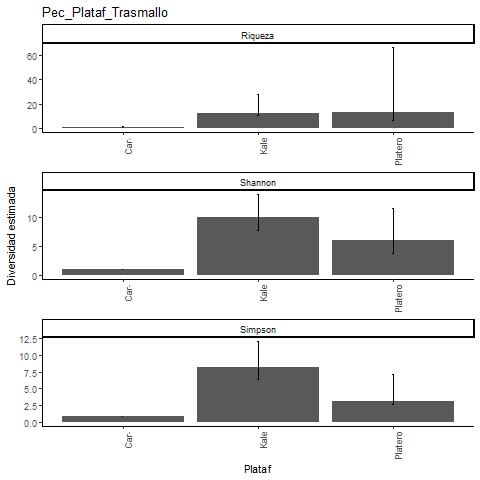 Pec_Plataf_Trasmallo
Riqueza
60
40
20
0
Car-
Kale
Platero
Shannon
10
5
0
Car-
Kale
Platero
Simpson
12.5
10.0
7.5
5.0
2.5
0.0
Car-
Kale
Platero
Diversidad estimada
Plataf